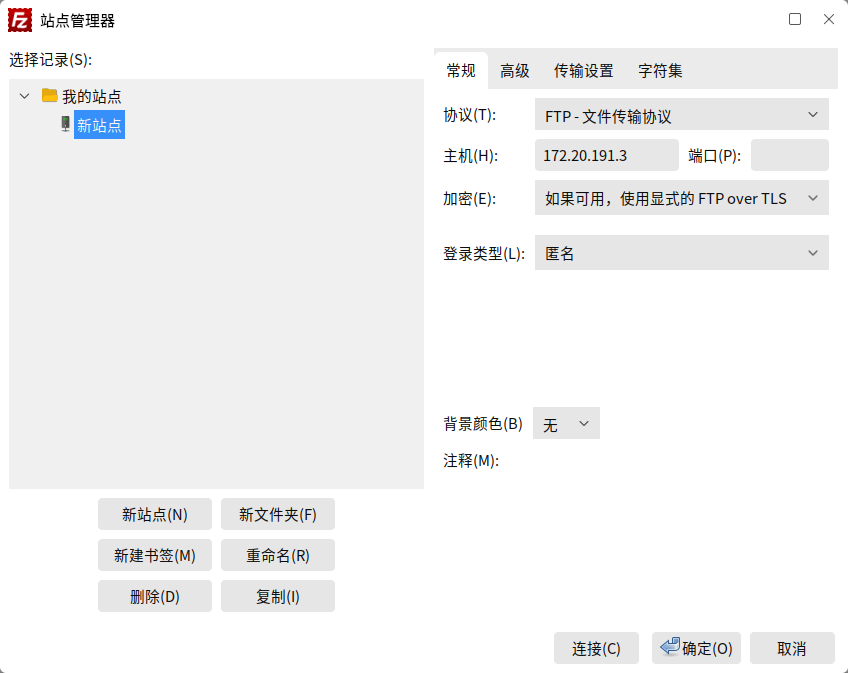 站点管理器
选择记录(S):
我的站点
新站点
新站点(N) 新文件夹(F)
新建书签(M) 重命名(R)
删除(D) 复制(I)
常规 高级 传输设置 字符集
协议(T): FTP - 文件传输协议
主机(H): 172.20.191.3 端口(P):
加密(E): 如果可用，使用显式的 FTP over TLS
登录类型(L): 匿名
背景颜色(B) 无
注释(M):
连接(C) 确定(O) 取消